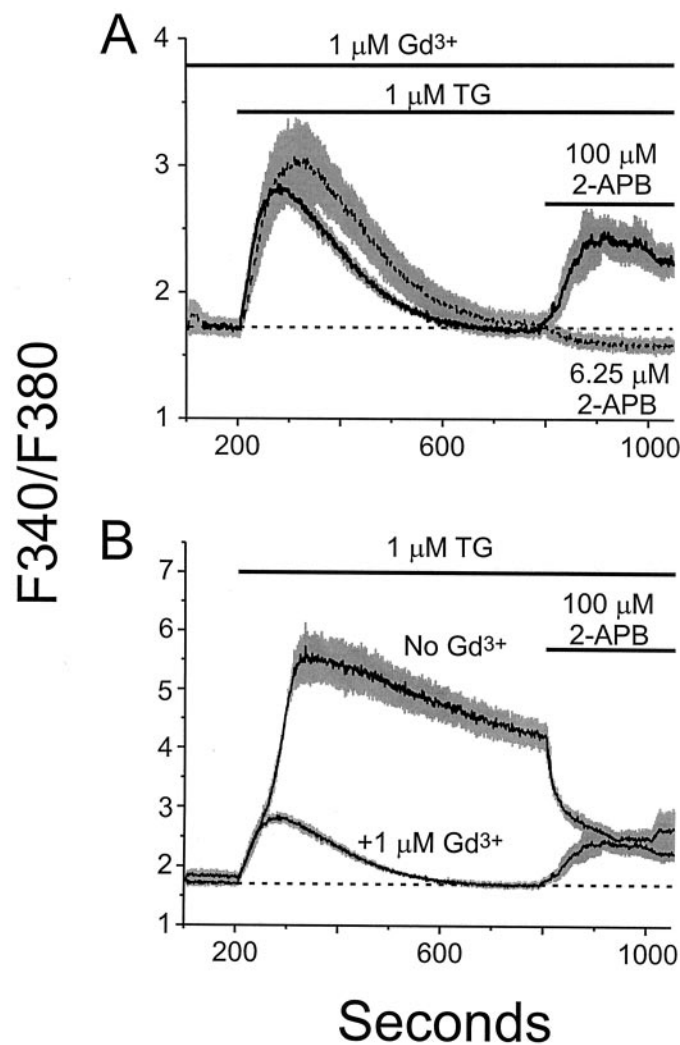 A
4
1 μM Gd³⁺
1 μM TG
100 μM
2-APB
3
2
6.25 μM
2-APB
1
200
600
1000
F340/F380
B
7
1 μM TG
100 μM
2-APB
6
No Gd³⁺
5
4
3
+1 μM Gd³⁺
2
1
200
600
1000
Seconds